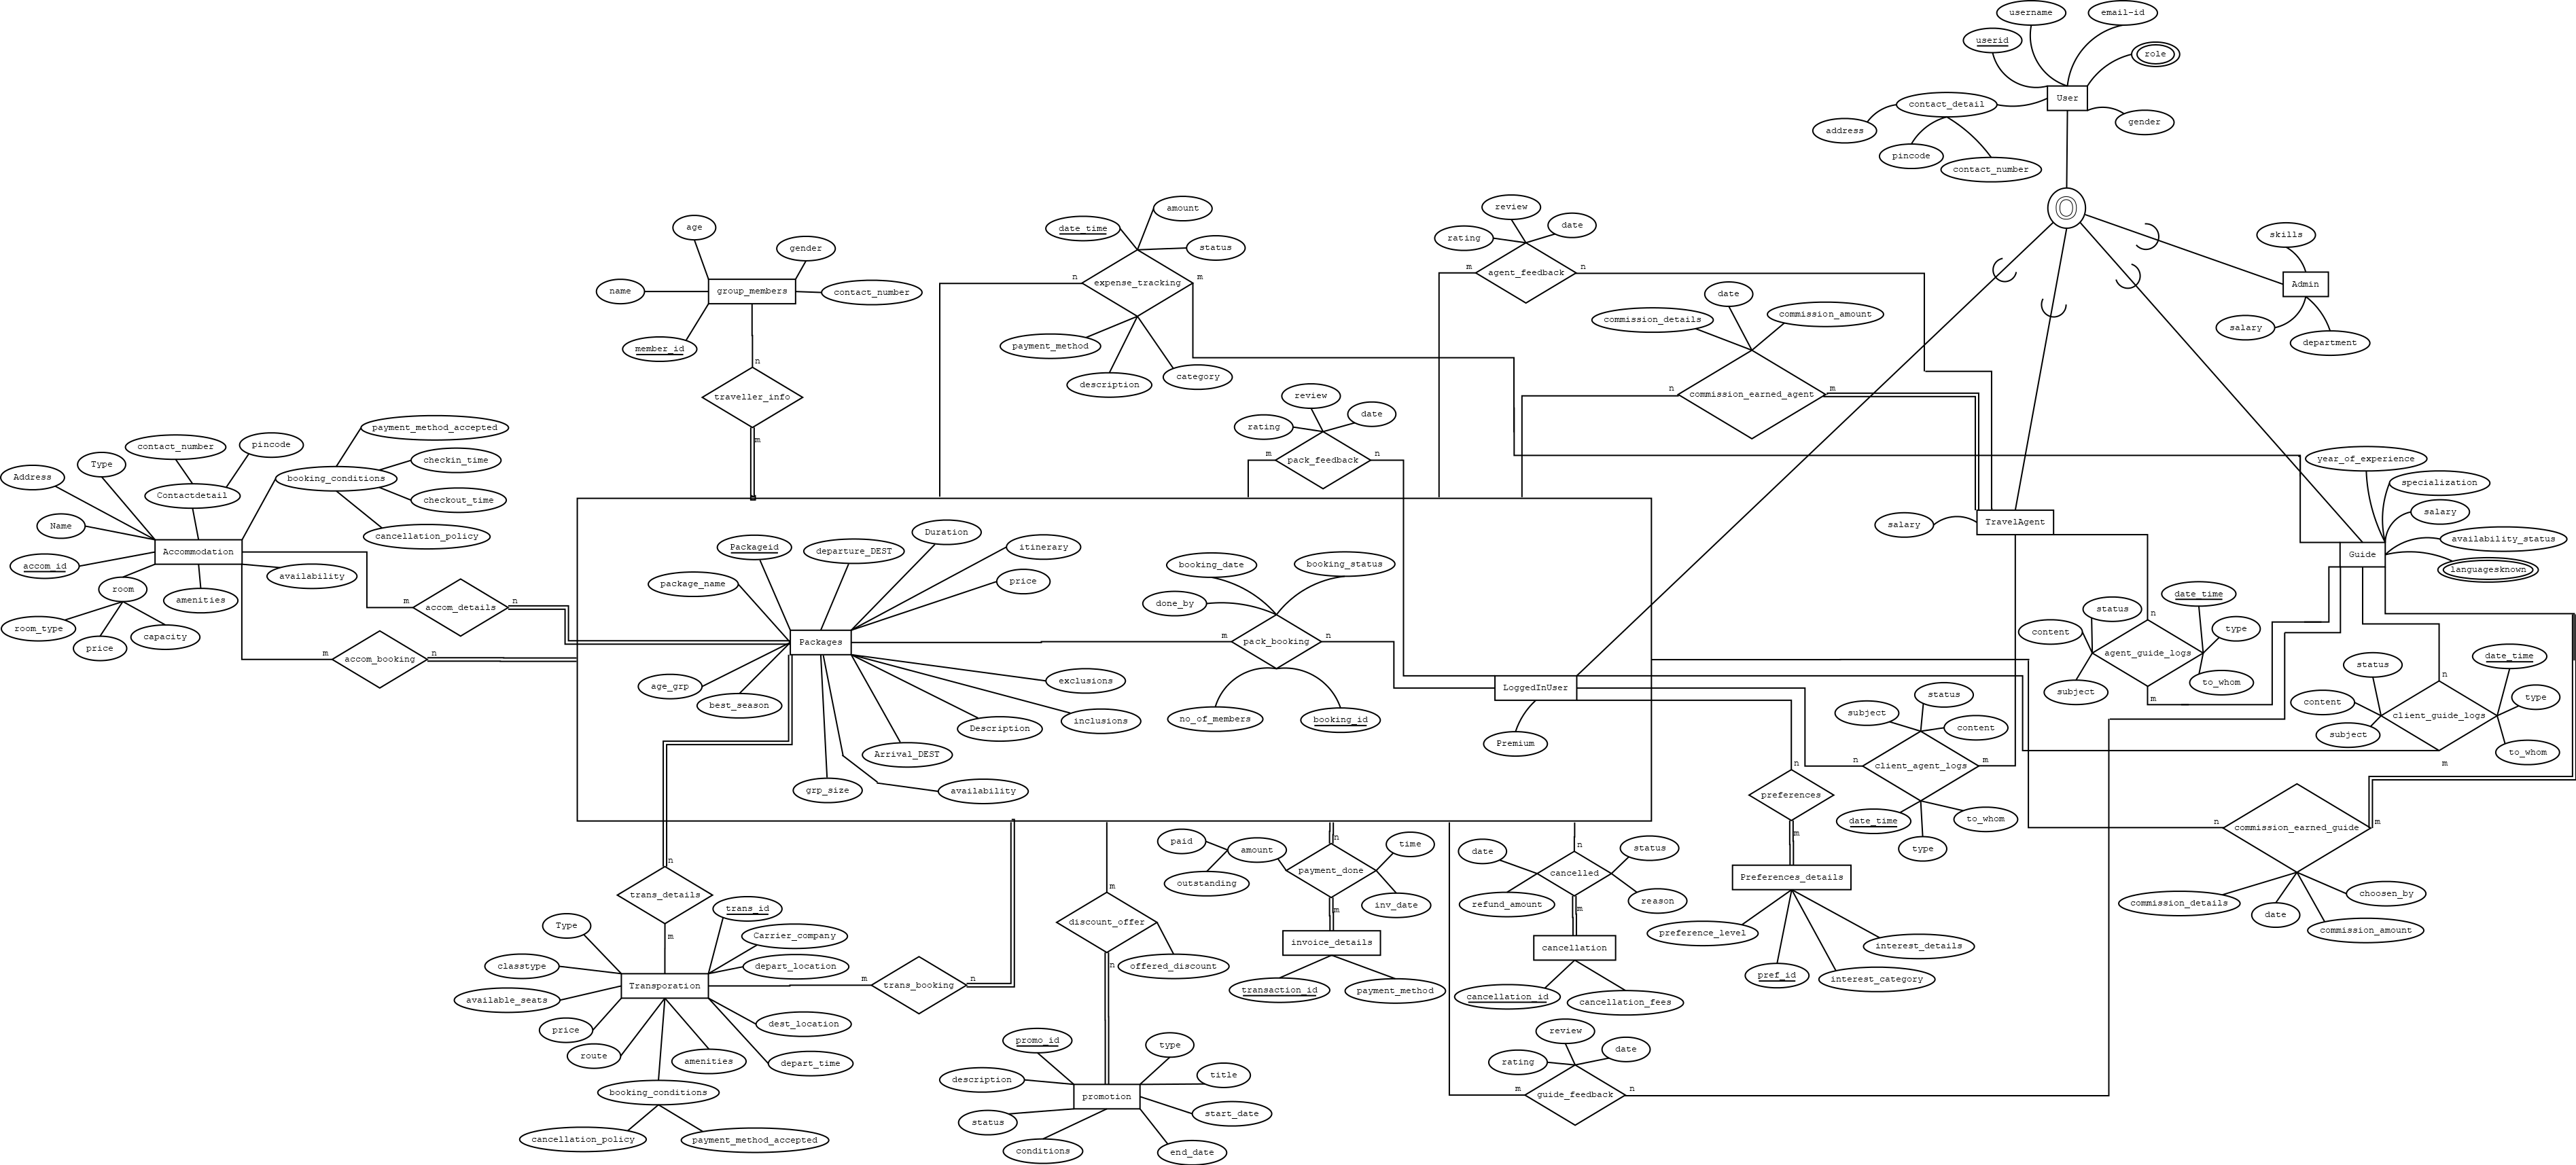 username
email-id
userid
role
User
contact_detail
address
gender
pincode
contact_number
O
skills
Admin
salary
department
age
gender
name
group_members
contact_number
member_id
n
traveller_info
m
amount
date_time
status
n
expense_tracking
m
payment_method
description
category
review
rating
date
m
agent_feedback
n
date
commission_details
commission_amount
n
commission_earned_agent
m
review
rating
date
m
pack_feedback
n
salary
TravelAgent
year_of_experience
specialization
salary
availability_status
languagesknown
Guide
payment_method_accepted
contact_number
pincode
Type
checkin_time
Address
booking_conditions
Contactdetail
checkout_time
Name
cancellation_policy
Accommodation
accom_id
availability
room
amenities
room_type
capacity
price
m
accom_details
n
m
accom_booking
n
Packageid
departure_DEST
Duration
itinerary
package_name
price
Packages
age_grp
best_season
exclusions
inclusions
Description
Arrival_DEST
grp_size
availability
booking_date
booking_status
done_by
m
pack_booking
n
no_of_members
booking_id
LoggedInUser
Premium
n
date_time
status
type
content
agent_guide_logs
to_whom
subject
m
n
date_time
status
type
content
client_guide_logs
subject
to_whom
m
status
subject
content
n
client_agent_logs
m
date_time
to_whom
type
n
preferences
m
Preferences_details
preference_level
interest_details
pref_id
interest_category
n
commission_earned_guide
m
commission_details
choosen_by
date
commission_amount
n
trans_details
m
trans_id
Type
Carrier_company
classtype
depart_location
Transporation
available_seats
price
dest_location
route
amenities
depart_time
booking_conditions
cancellation_policy
payment_method_accepted
m
trans_booking
n
m
discount_offer
n
offered_discount
promo_id
type
description
title
promotion
status
start_date
conditions
end_date
paid
amount
outstanding
n
time
payment_done
inv_date
m
invoice_details
transaction_id
payment_method
n
date
status
cancelled
refund_amount
reason
m
cancellation
cancellation_id
cancellation_fees
review
rating
date
m
guide_feedback
n